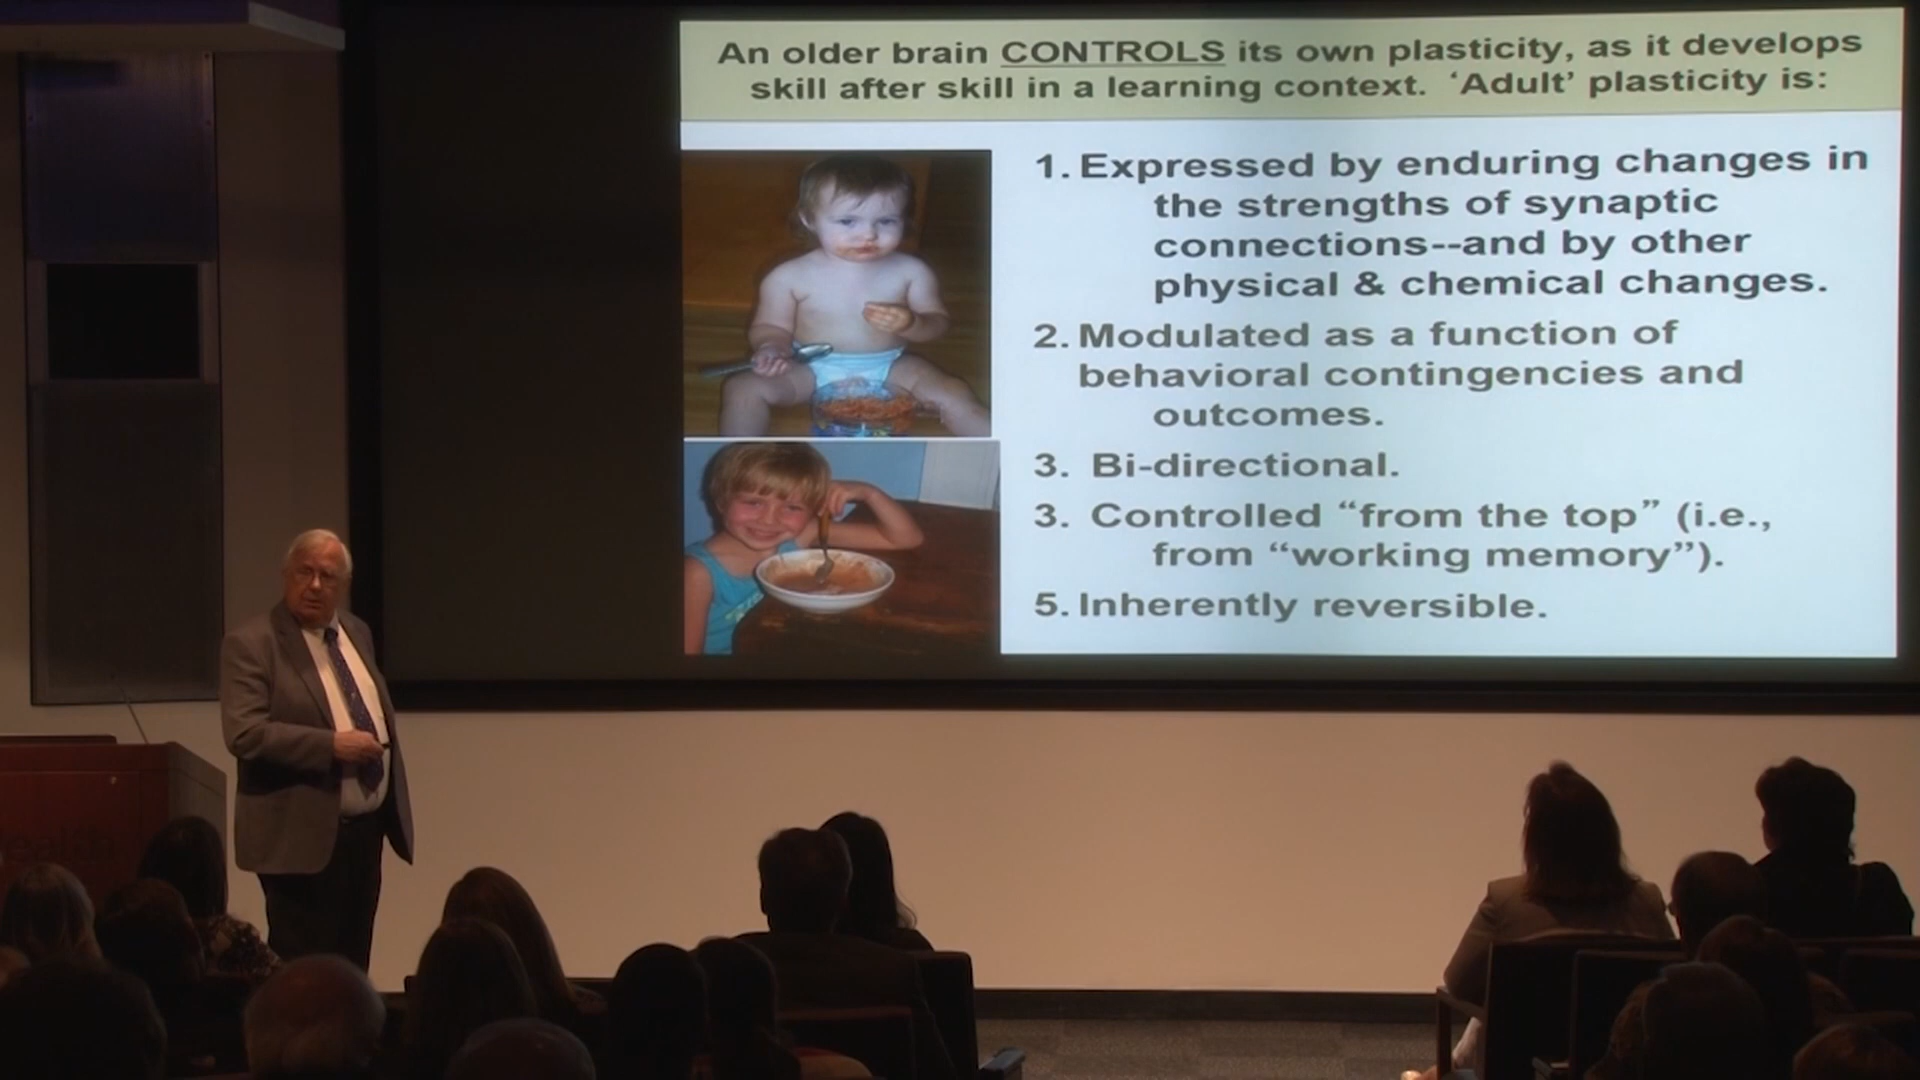 An older brain CONTROLS its own plasticity, as it develops
skill after skill in a learning context. ‘Adult’ plasticity is:
1. Expressed by enduring changes in
the strengths of synaptic
connections--and by other
physical & chemical changes.
2. Modulated as a function of
behavioral contingencies and
outcomes.
3. Bi-directional.
3. Controlled “from the top” (i.e.,
from “working memory”).
5. Inherently reversible.